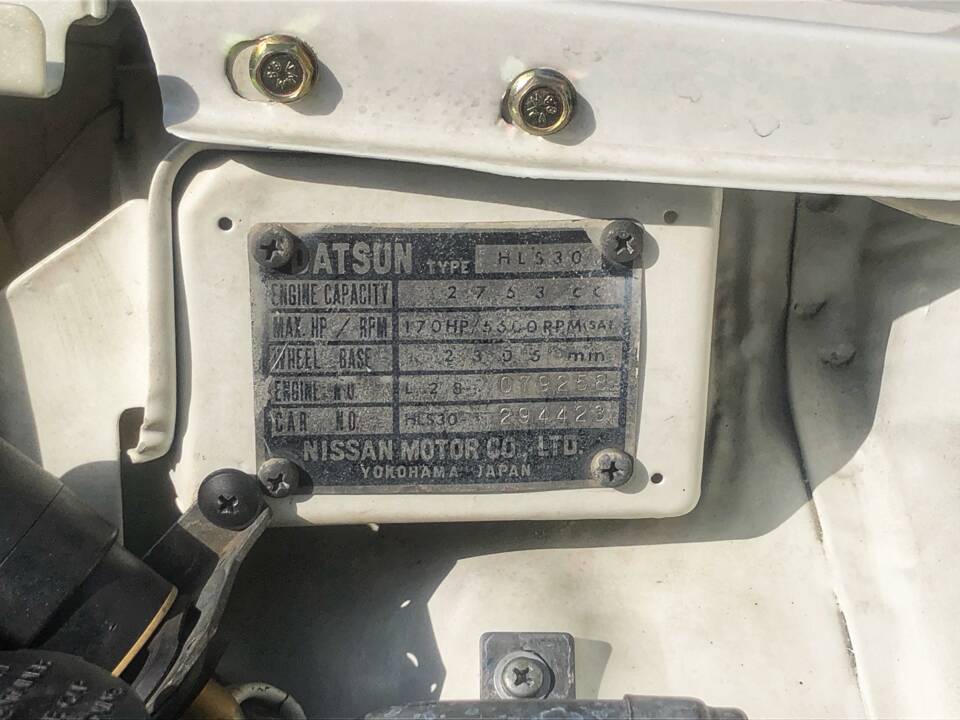 DATSUN TYPE HLS30
ENGINE CAPACITY 2753 cc
MAX. HP / RPM 170HP/5600RPM(SAE
WHEEL BASE 2305 mm
ENGINE NO. L28- 079258
CAR NO. HLS30- 294423
NISSAN MOTOR CO., LTD.
YOKOHAMA JAPAN